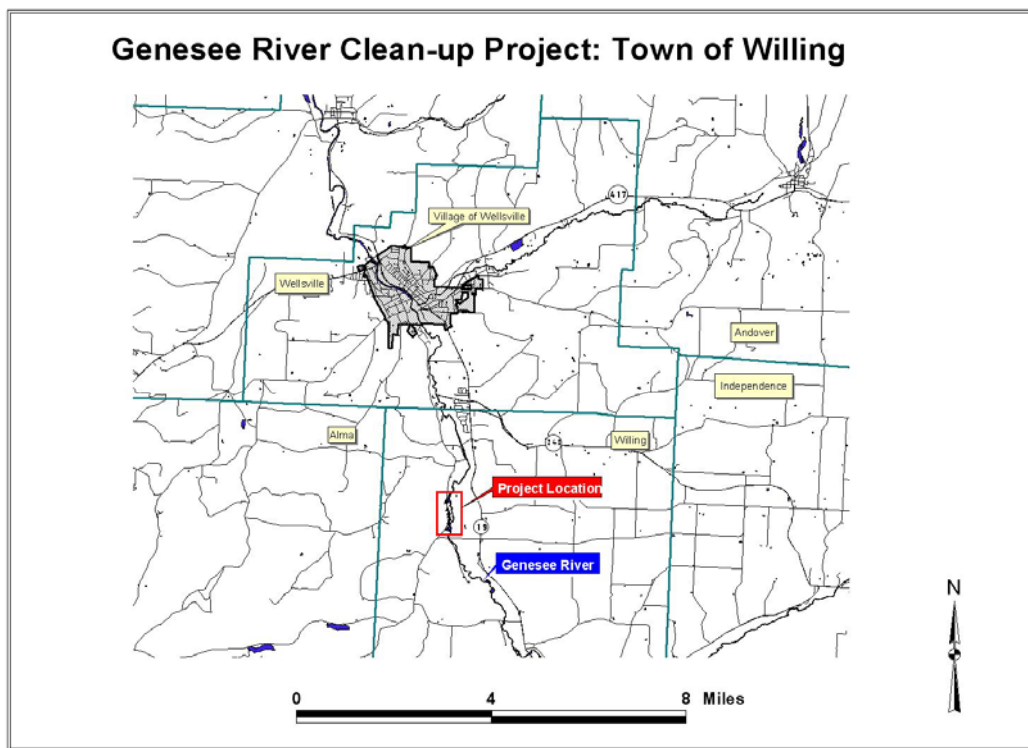 Genesee River Clean-up Project: Town of Willing
417
Village of Wellsville
Wellsville
Andover
Independence
Alma
Willing
Project Location
19
Genesee River
N
0 4 8 Miles